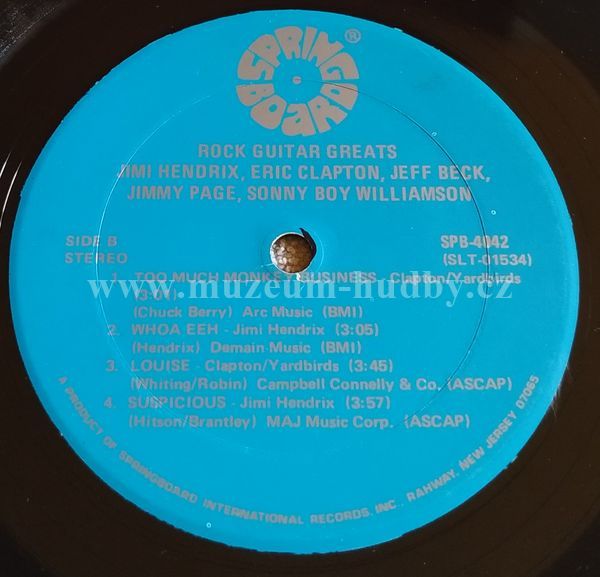 SPRING BOARD ®
ROCK GUITAR GREATS
JIMI HENDRIX, ERIC CLAPTON, JEFF BECK,
JIMMY PAGE, SONNY BOY WILLIAMSON
SIDE B
STEREO
SPB-4042
(SLT-01534)
1. TOO MUCH MONKEY BUSINESS - Clapton/Yardbirds
(3:01)
(Chuck Berry) Arc Music (BMI)
2. WHOA EEH - Jimi Hendrix (3:05)
(Hendrix) Demain Music (BMI)
3. LOUISE - Clapton/Yardbirds (3:45)
(Whiting/Robin) Campbell Connelly & Co. (ASCAP)
4. SUSPICIOUS - Jimi Hendrix (3:57)
(Hitson/Brantley) MAJ Music Corp. (ASCAP)
A PRODUCT OF SPRINGBOARD INTERNATIONAL RECORDS, INC., RAHWAY, NEW JERSEY 07065
www.muzeum-hudby.cz